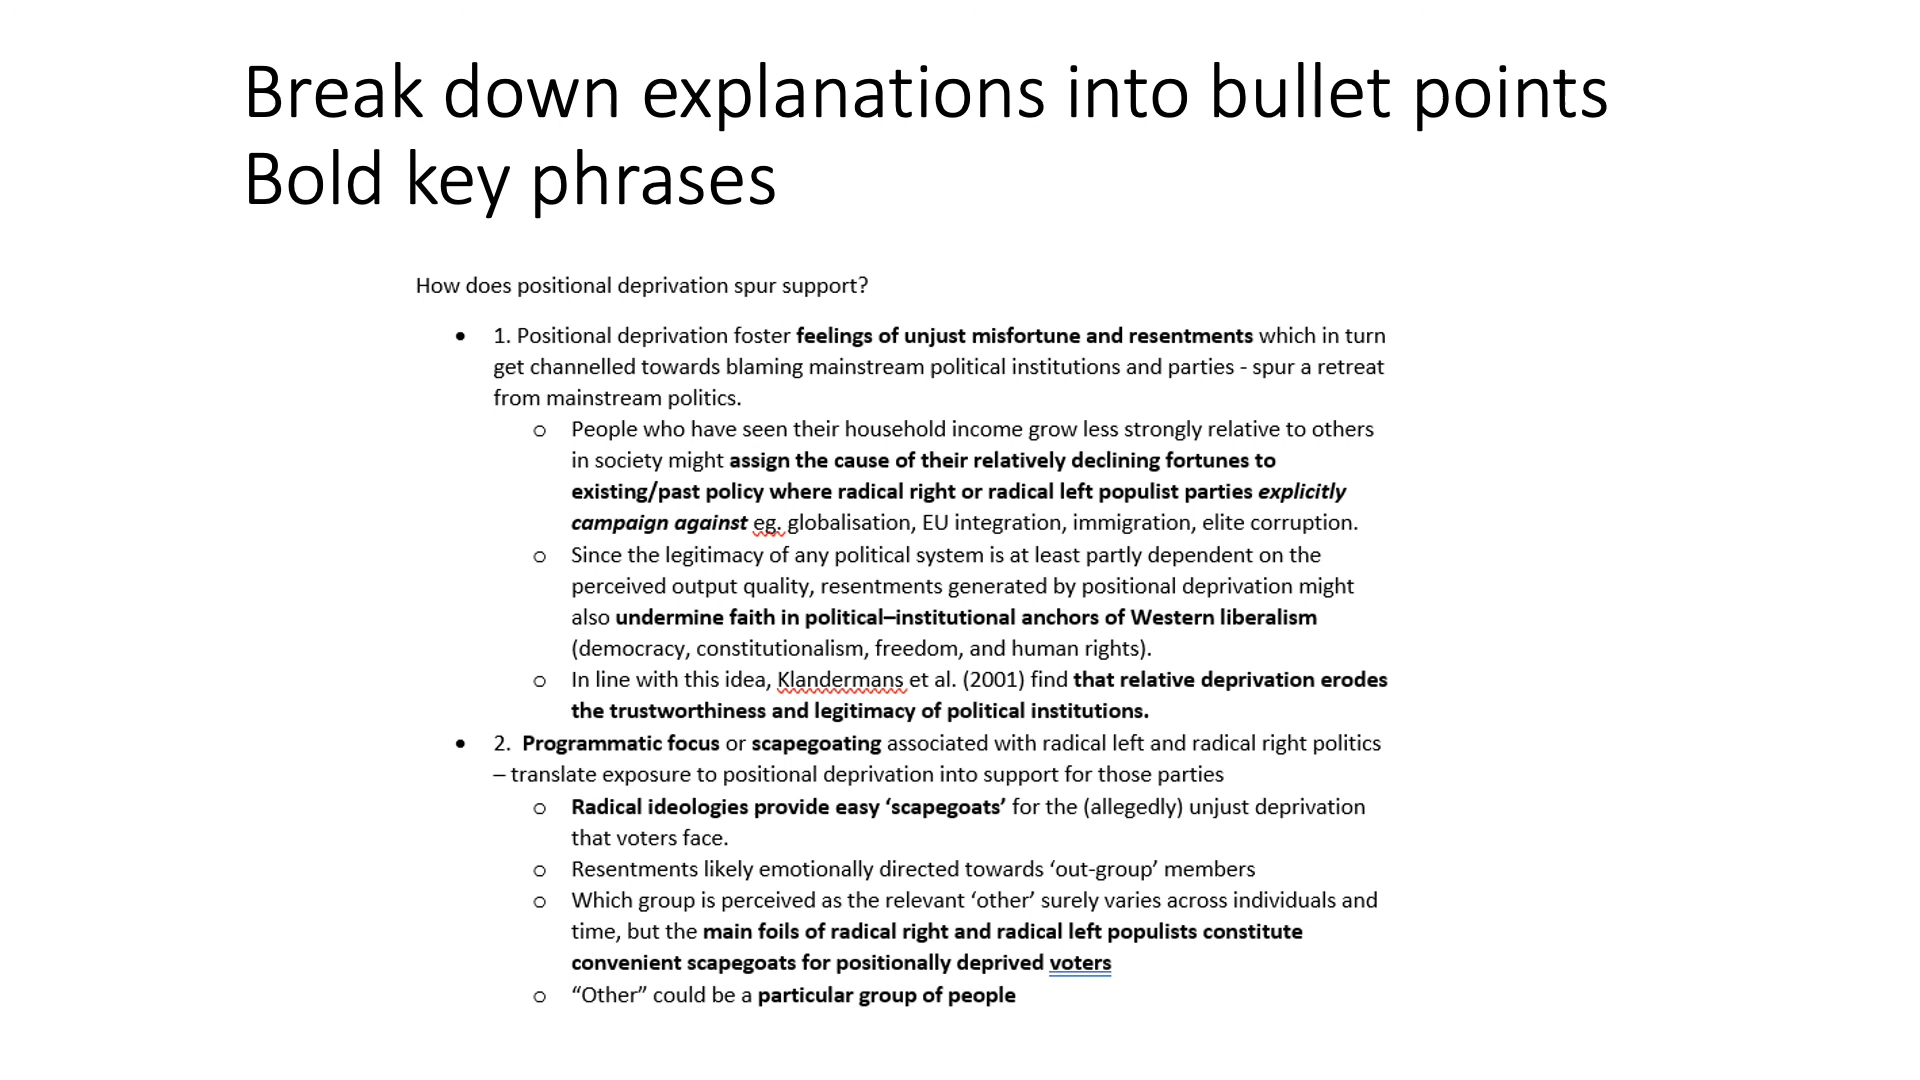 Break down explanations into bullet points
Bold key phrases
How does positional deprivation spur support?
• 1. Positional deprivation foster feelings of unjust misfortune and resentments which in turn
get channelled towards blaming mainstream political institutions and parties - spur a retreat
from mainstream politics.
o People who have seen their household income grow less strongly relative to others
in society might assign the cause of their relatively declining fortunes to
existing/past policy where radical right or radical left populist parties explicitly
campaign against eg. globalisation, EU integration, immigration, elite corruption.
o Since the legitimacy of any political system is at least partly dependent on the
perceived output quality, resentments generated by positional deprivation might
also undermine faith in political–institutional anchors of Western liberalism
(democracy, constitutionalism, freedom, and human rights).
o In line with this idea, Klandermans et al. (2001) find that relative deprivation erodes
the trustworthiness and legitimacy of political institutions.
• 2. Programmatic focus or scapegoating associated with radical left and radical right politics
– translate exposure to positional deprivation into support for those parties
o Radical ideologies provide easy ‘scapegoats’ for the (allegedly) unjust deprivation
that voters face.
o Resentments likely emotionally directed towards ‘out-group’ members
o Which group is perceived as the relevant ‘other’ surely varies across individuals and
time, but the main foils of radical right and radical left populists constitute
convenient scapegoats for positionally deprived voters
o “Other” could be a particular group of people